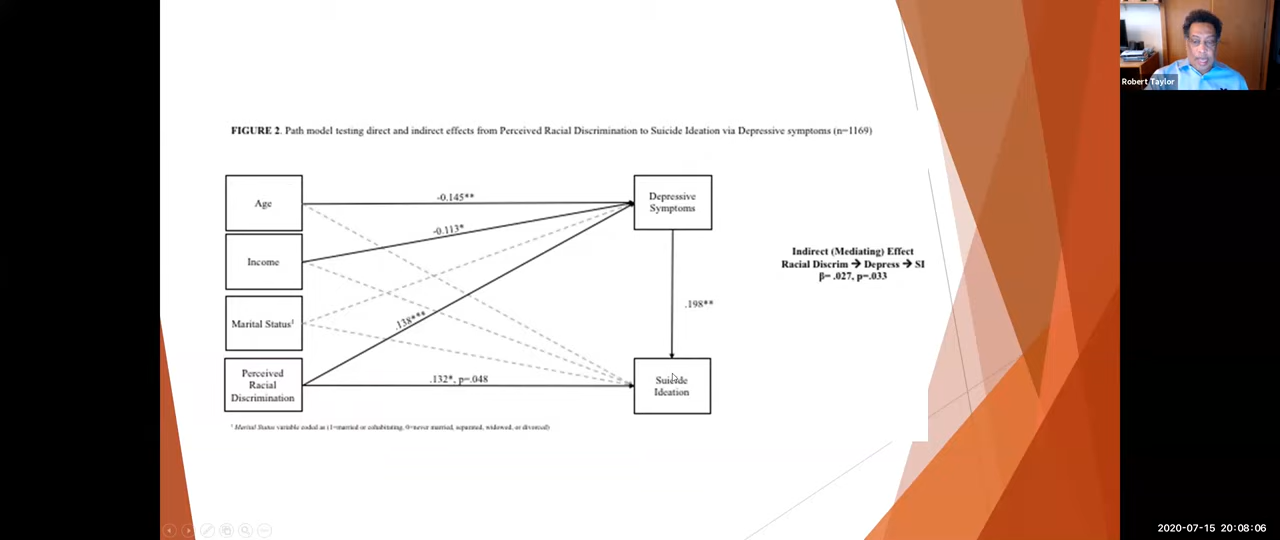 Robert Taylor
FIGURE 2. Path model testing direct and indirect effects from Perceived Racial Discrimination to Suicide Ideation via Depressive symptoms (n=1169)
Age
-0.145**
Depressive
Symptoms
-0.113*
Income
Indirect (Mediating) Effect
Racial Discrim → Depress → SI
β= .027, p=.033
.198**
Marital Status¹
.138***
Perceived
Racial
Discrimination
.132*, p=.048
Suicide
Ideation
¹ Marital Status variable coded as (1=married or cohabitating, 0=never married, separated, widowed, or divorced)
2020-07-15 20:08:06